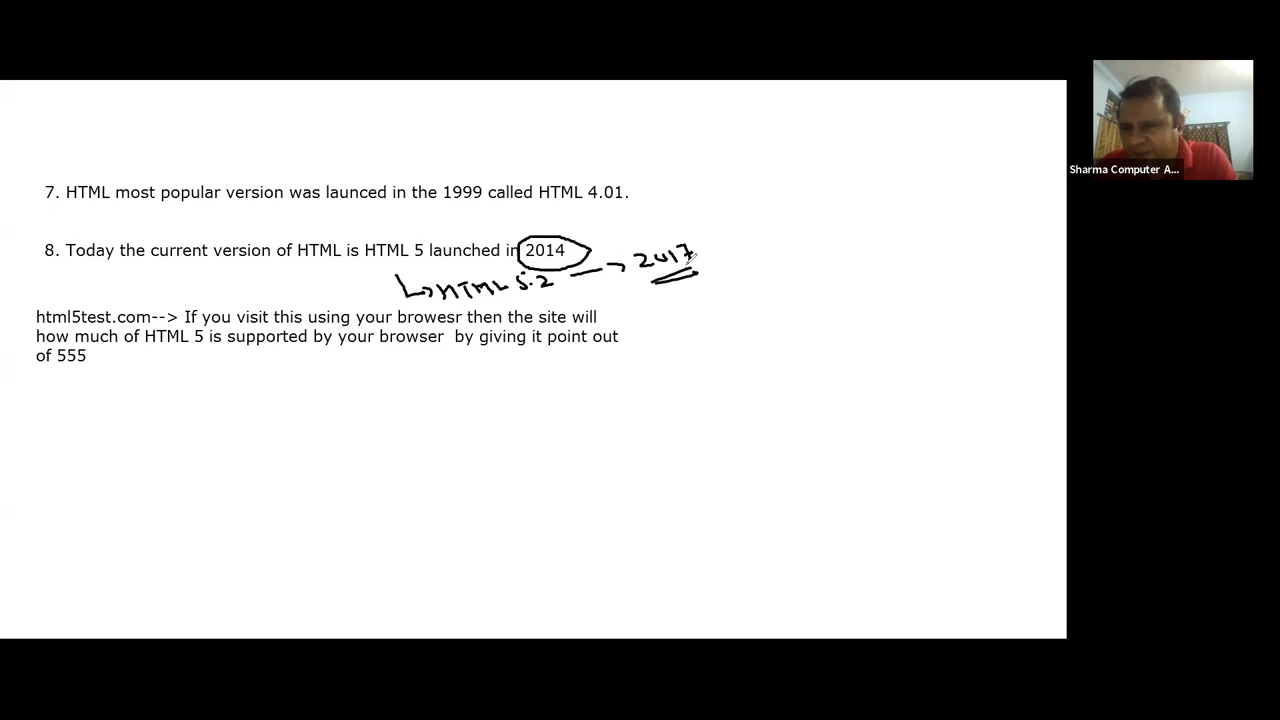 7. HTML most popular version was launced in the 1999 called HTML 4.01.
8. Today the current version of HTML is HTML 5 launched in 2014
2017
HTML 5.2
html5test.com--> If you visit this using your browesr then the site will
how much of HTML 5 is supported by your browser  by giving it point out
of 555
Sharma Computer A...